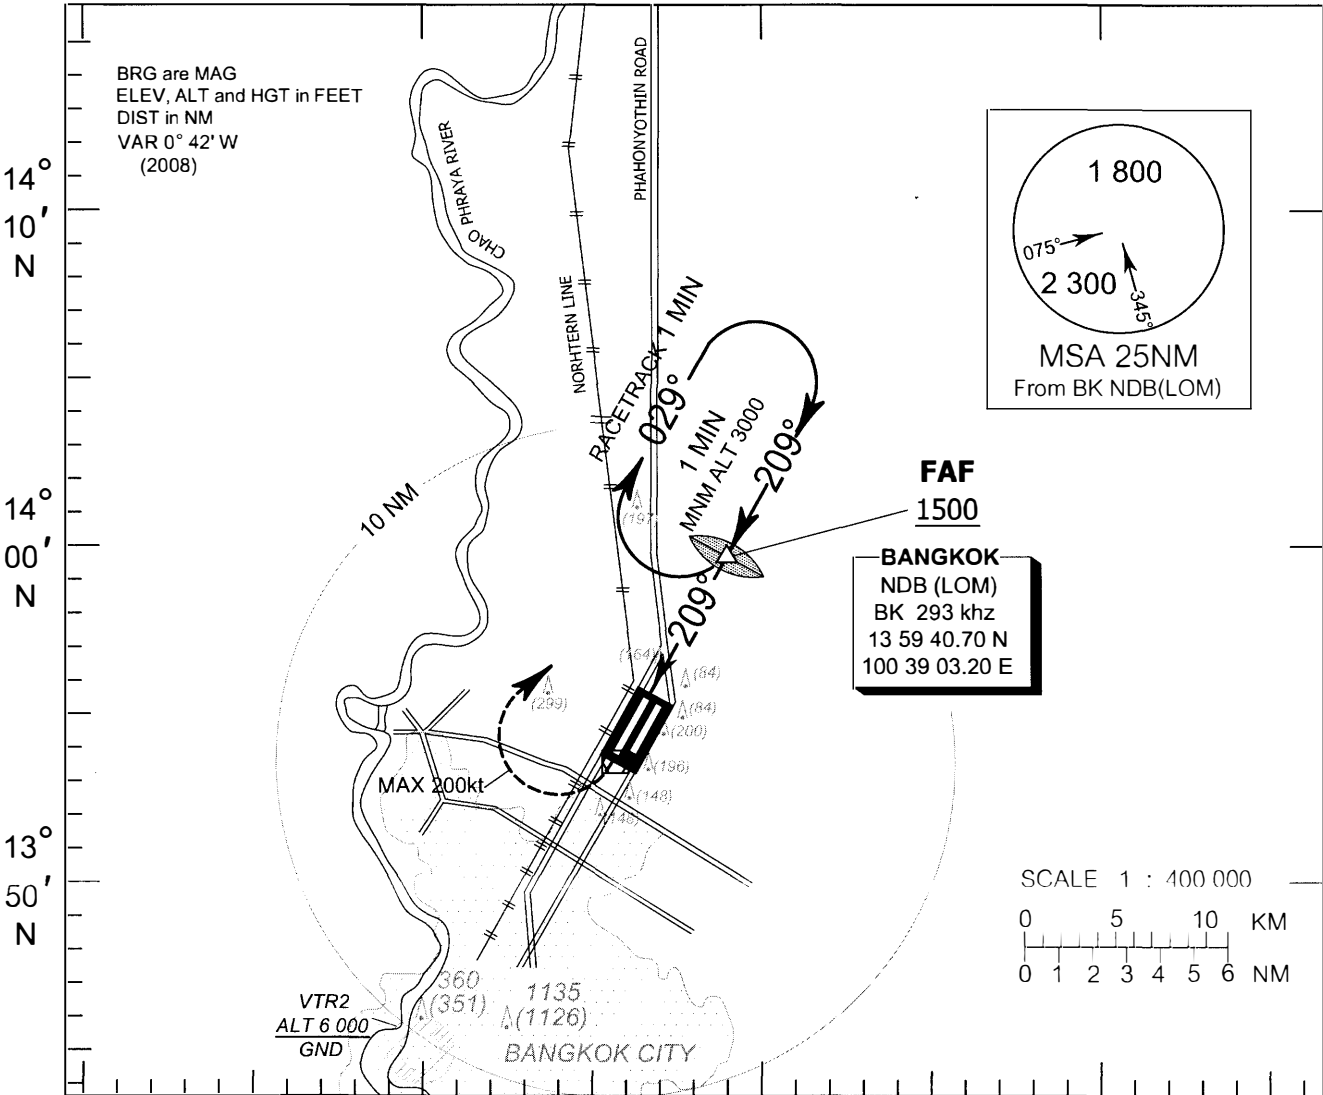 BRG are MAG
ELEV, ALT and HGT in FEET
DIST in NM
VAR 0° 42' W
(2008)
14°
10'
N
14°
00'
N
13°
50'
N
CHAO PHRAYA RIVER
NORHTERN LINE
PHAHONYOTHIN ROAD
1 800
075°
2 300
345°
MSA 25NM
From BK NDB(LOM)
RACETRACK 1 MIN
029°
1 MIN
MNM ALT 3000
209°
209°
10 NM
FAF
1500
BANGKOK
NDB (LOM)
BK 293 khz
13 59 40.70 N
100 39 03.20 E
(197)
(164)
(84)
(299)
(84)
(200)
(196)
(148)
(148)
MAX 200kt
SCALE 1 : 400 000
0 5 10 KM
0 1 2 3 4 5 6 NM
360
(351)
1135
(1126)
VTR2
ALT 6 000
GND
BANGKOK CITY